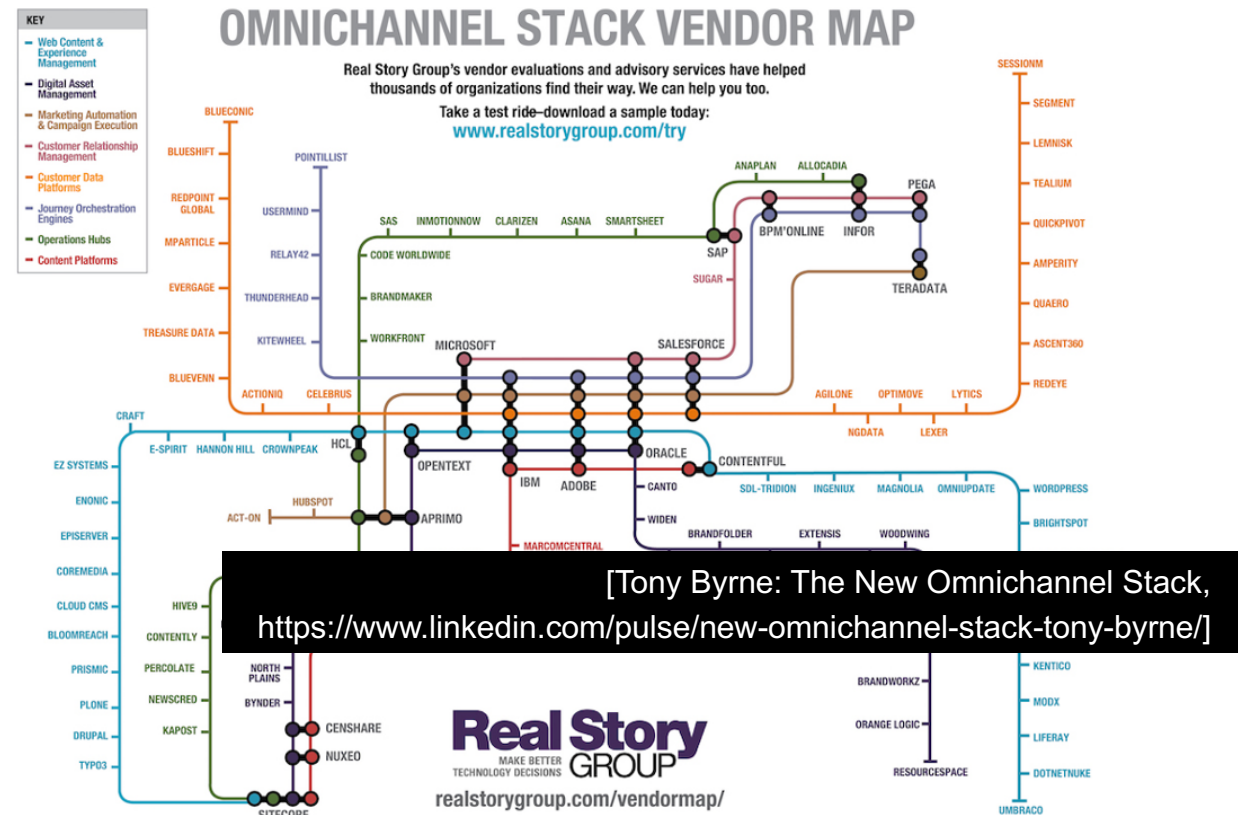 OMNICHANNEL STACK VENDOR MAP
Real Story Group's vendor evaluations and advisory services have helped
thousands of organizations find their way. We can help you too.
Take a test ride–download a sample today:
www.realstorygroup.com/try
KEY
Web Content &
Experience
Management
Digital Asset
Management
Marketing Automation
& Campaign Execution
Customer Relationship
Management
Customer Data
Platforms
Journey Orchestration
Engines
Operations Hubs
Content Platforms
BLUECONIC
BLUESHIFT
REDPOINT
GLOBAL
MPARTICLE
EVERGAGE
TREASURE DATA
BLUEVENN
ACTIONIQ
CELEBRUS
POINTILLIST
USERMIND
RELAY42
THUNDERHEAD
KITEWHEEL
SAS
INMOTIONNOW
CLARIZEN
ASANA
SMARTSHEET
CODE WORLDWIDE
BRANDMAKER
WORKFRONT
ANAPLAN
ALLOCADIA
PEGA
SAP
BPM'ONLINE
INFOR
SUGAR
TERADATA
MICROSOFT
SALESFORCE
SESSIONM
SEGMENT
LEMNISK
TEALIUM
QUICKPIVOT
AMPERITY
QUAERO
ASCENT360
REDEYE
AGILONE
OPTIMOVE
LYTICS
NGDATA
LEXER
CRAFT
E-SPIRIT
HANNON HILL
CROWNPEAK
HCL
OPENTEXT
IBM
ADOBE
ORACLE
CONTENTFUL
EZ SYSTEMS
ENONIC
EPISERVER
COREMEDIA
CLOUD CMS
BLOOMREACH
PRISMIC
PLONE
DRUPAL
TYPO3
HUBSPOT
ACT-ON
APRIMO
CANTO
WIDEN
MARCOMCENTRAL
BRANDFOLDER
EXTENSIS
WOODWING
SDL-TRIDION
INGENIUX
MAGNOLIA
OMNIUPDATE
WORDPRESS
BRIGHTSPOT
[Tony Byrne: The New Omnichannel Stack,
https://www.linkedin.com/pulse/new-omnichannel-stack-tony-byrne/]
HIVE9
CONTENTLY
PERCOLATE
NEWSCRED
KAPOST
NORTH
PLAINS
BYNDER
CENSHARE
NUXEO
SITECORE
BRANDWORKZ
ORANGE LOGIC
RESOURCESPACE
KENTICO
MODX
LIFERAY
DOTNETNUKE
UMBRACO
Real Story
MAKE BETTER
TECHNOLOGY DECISIONS
GROUP
realstorygroup.com/vendormap/